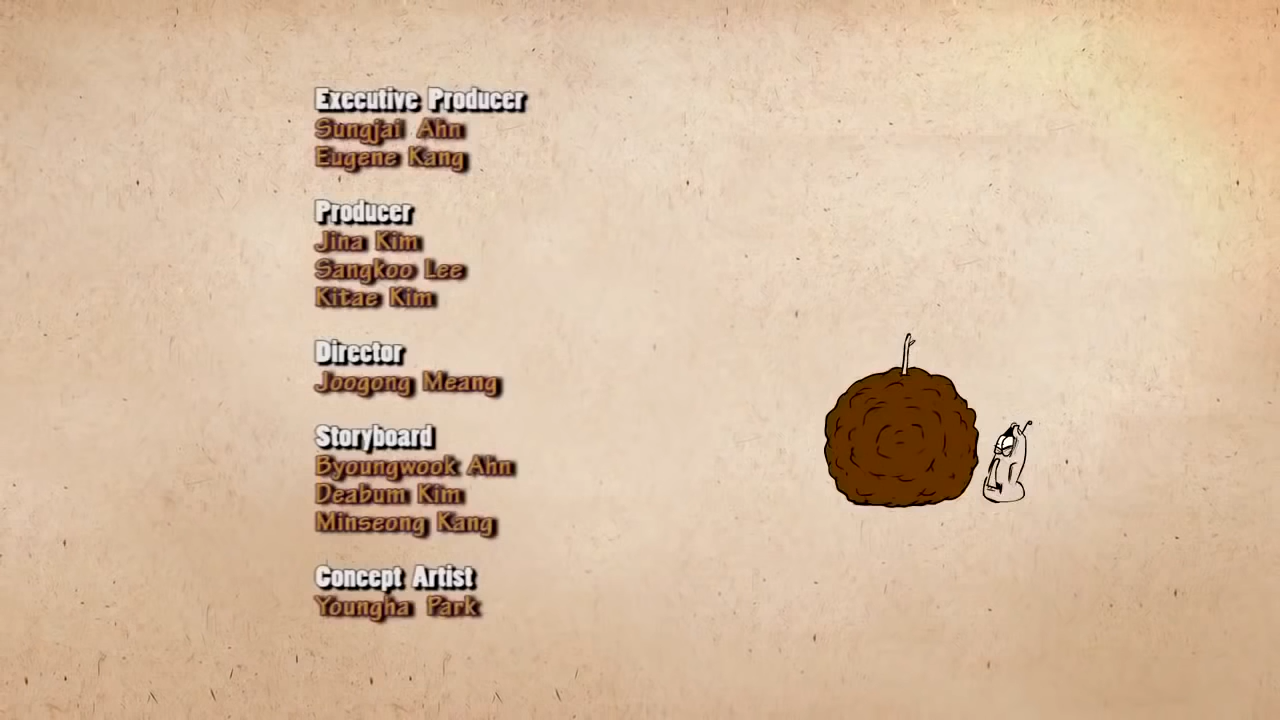 Executive Producer
Sungjai Ahn
Eugene Kang
Producer
Jina Kim
Sangkoo Lee
Kitae Kim
Director
Joogong Meang
Storyboard
Byoungwook Ahn
Deabum Kim
Minseong Kang
Concept Artist
Youngha Park